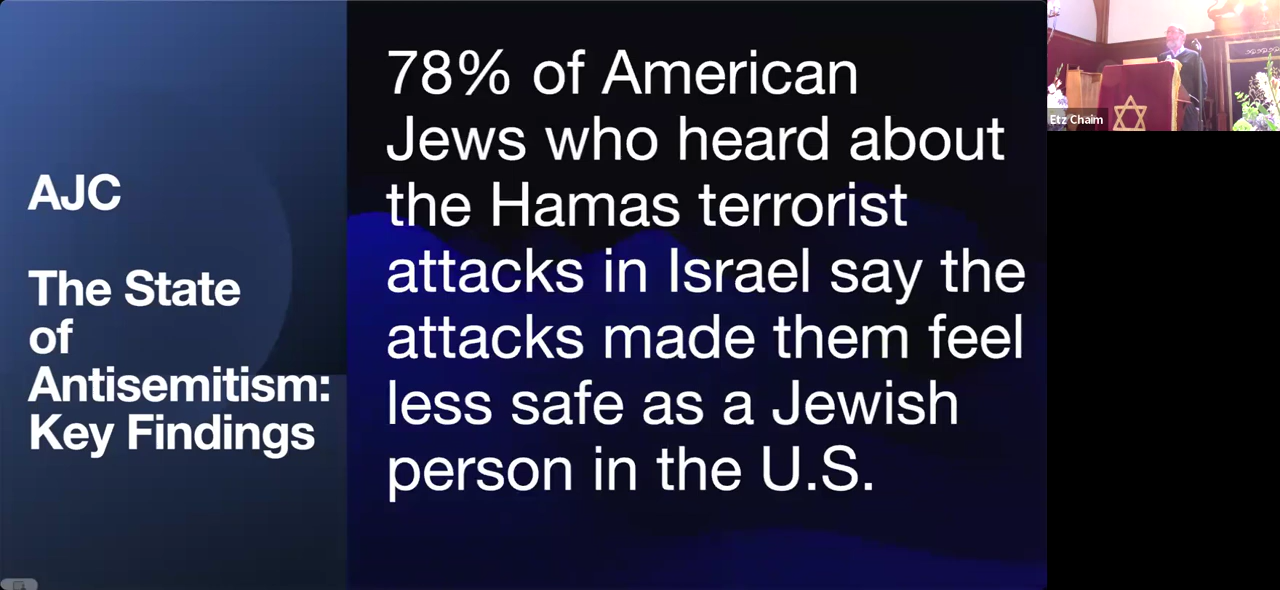 AJC
The State
of
Antisemitism:
Key Findings
78% of American
Jews who heard about
the Hamas terrorist
attacks in Israel say the
attacks made them feel
less safe as a Jewish
person in the U.S.
Etz Chaim